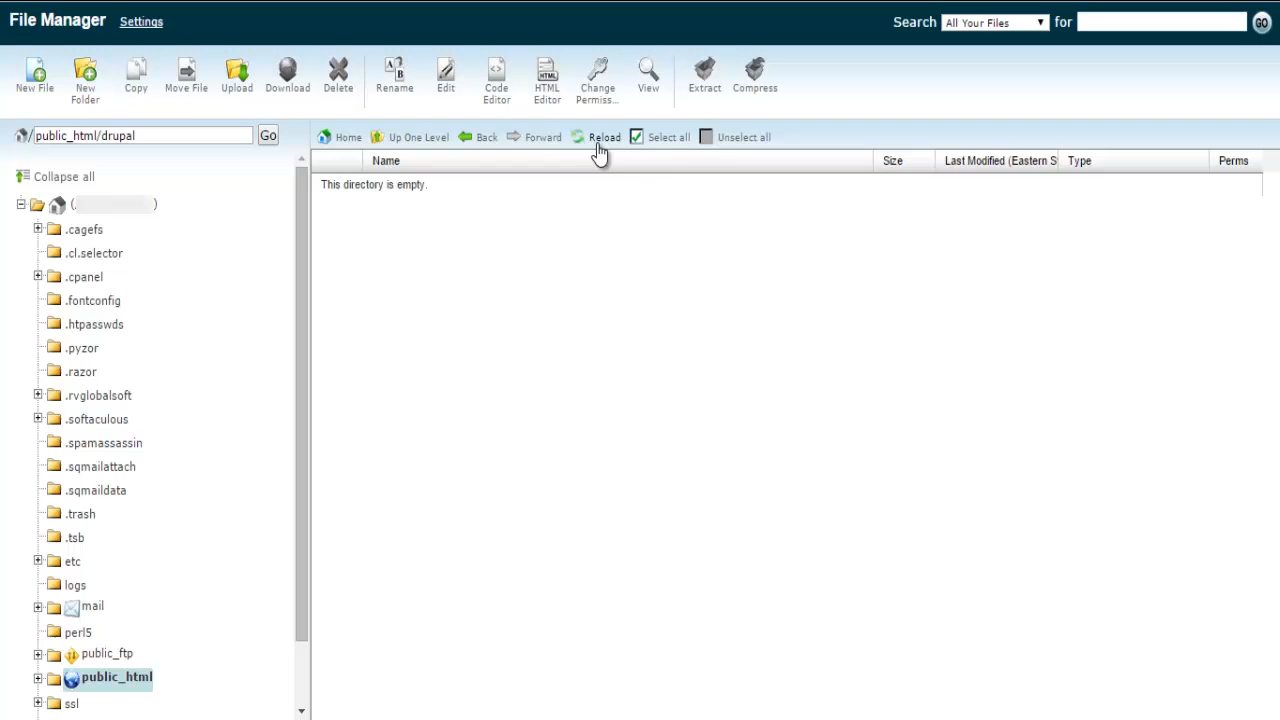 File Manager Settings Search All Your Files for GO
New File New Folder Copy Move File Upload Download Delete Rename Edit Code Editor HTML Editor Change Permiss... View Extract Compress
/ public_html/drupal Go Home Up One Level Back Forward Reload Select all Unselect all
Name Size Last Modified (Eastern S Type Perms
Collapse all
This directory is empty.
( )
.cagefs
.cl.selector
.cpanel
.fontconfig
.htpasswds
.pyzor
.razor
.rvglobalsoft
.softaculous
.spamassassin
.sqmailattach
.sqmaildata
.trash
.tsb
etc
logs
mail
perl5
public_ftp
public_html
ssl